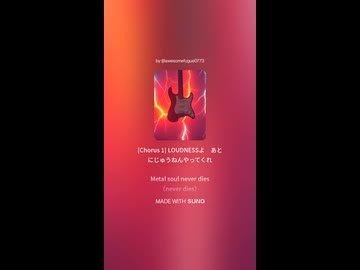 by @awesomefugue0773
[Chorus 1] LOUDNESSよ　あと
にじゅうねんやってくれ
Metal soul never dies
(never dies)
MADE WITH SUNO